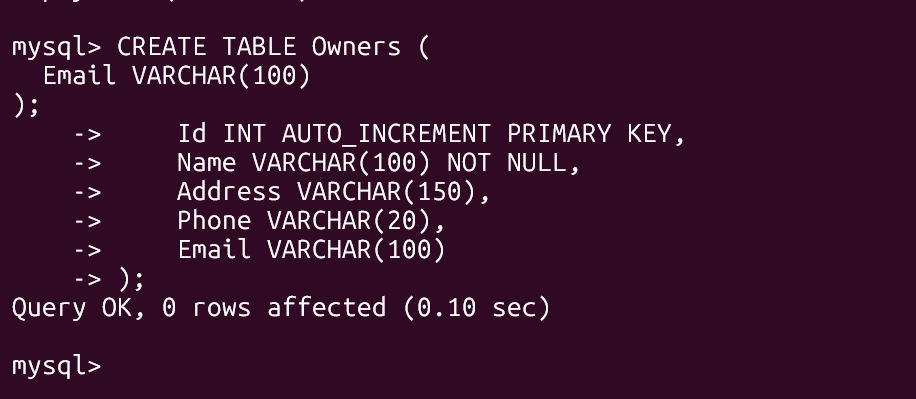 mysql> CREATE TABLE Owners (
  Email VARCHAR(100)
);
    ->     Id INT AUTO_INCREMENT PRIMARY KEY,
    ->     Name VARCHAR(100) NOT NULL,
    ->     Address VARCHAR(150),
    ->     Phone VARCHAR(20),
    ->     Email VARCHAR(100)
    -> );
Query OK, 0 rows affected (0.10 sec)
mysql>